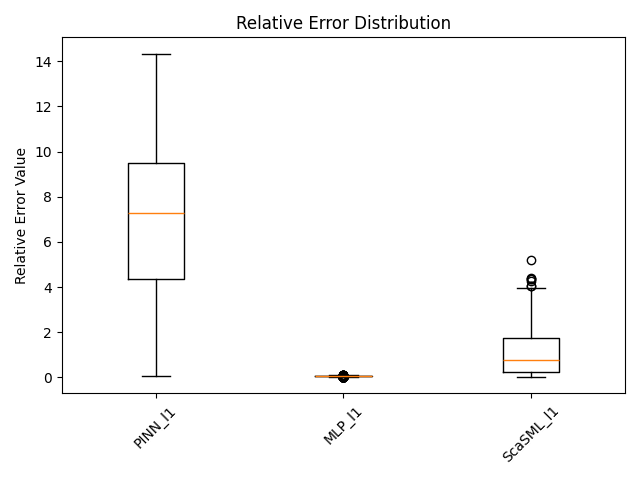 Relative Error Distribution
Relative Error Value
14
12
10
8
6
4
2
0
PINN_l1
MLP_l1
ScaSML_l1